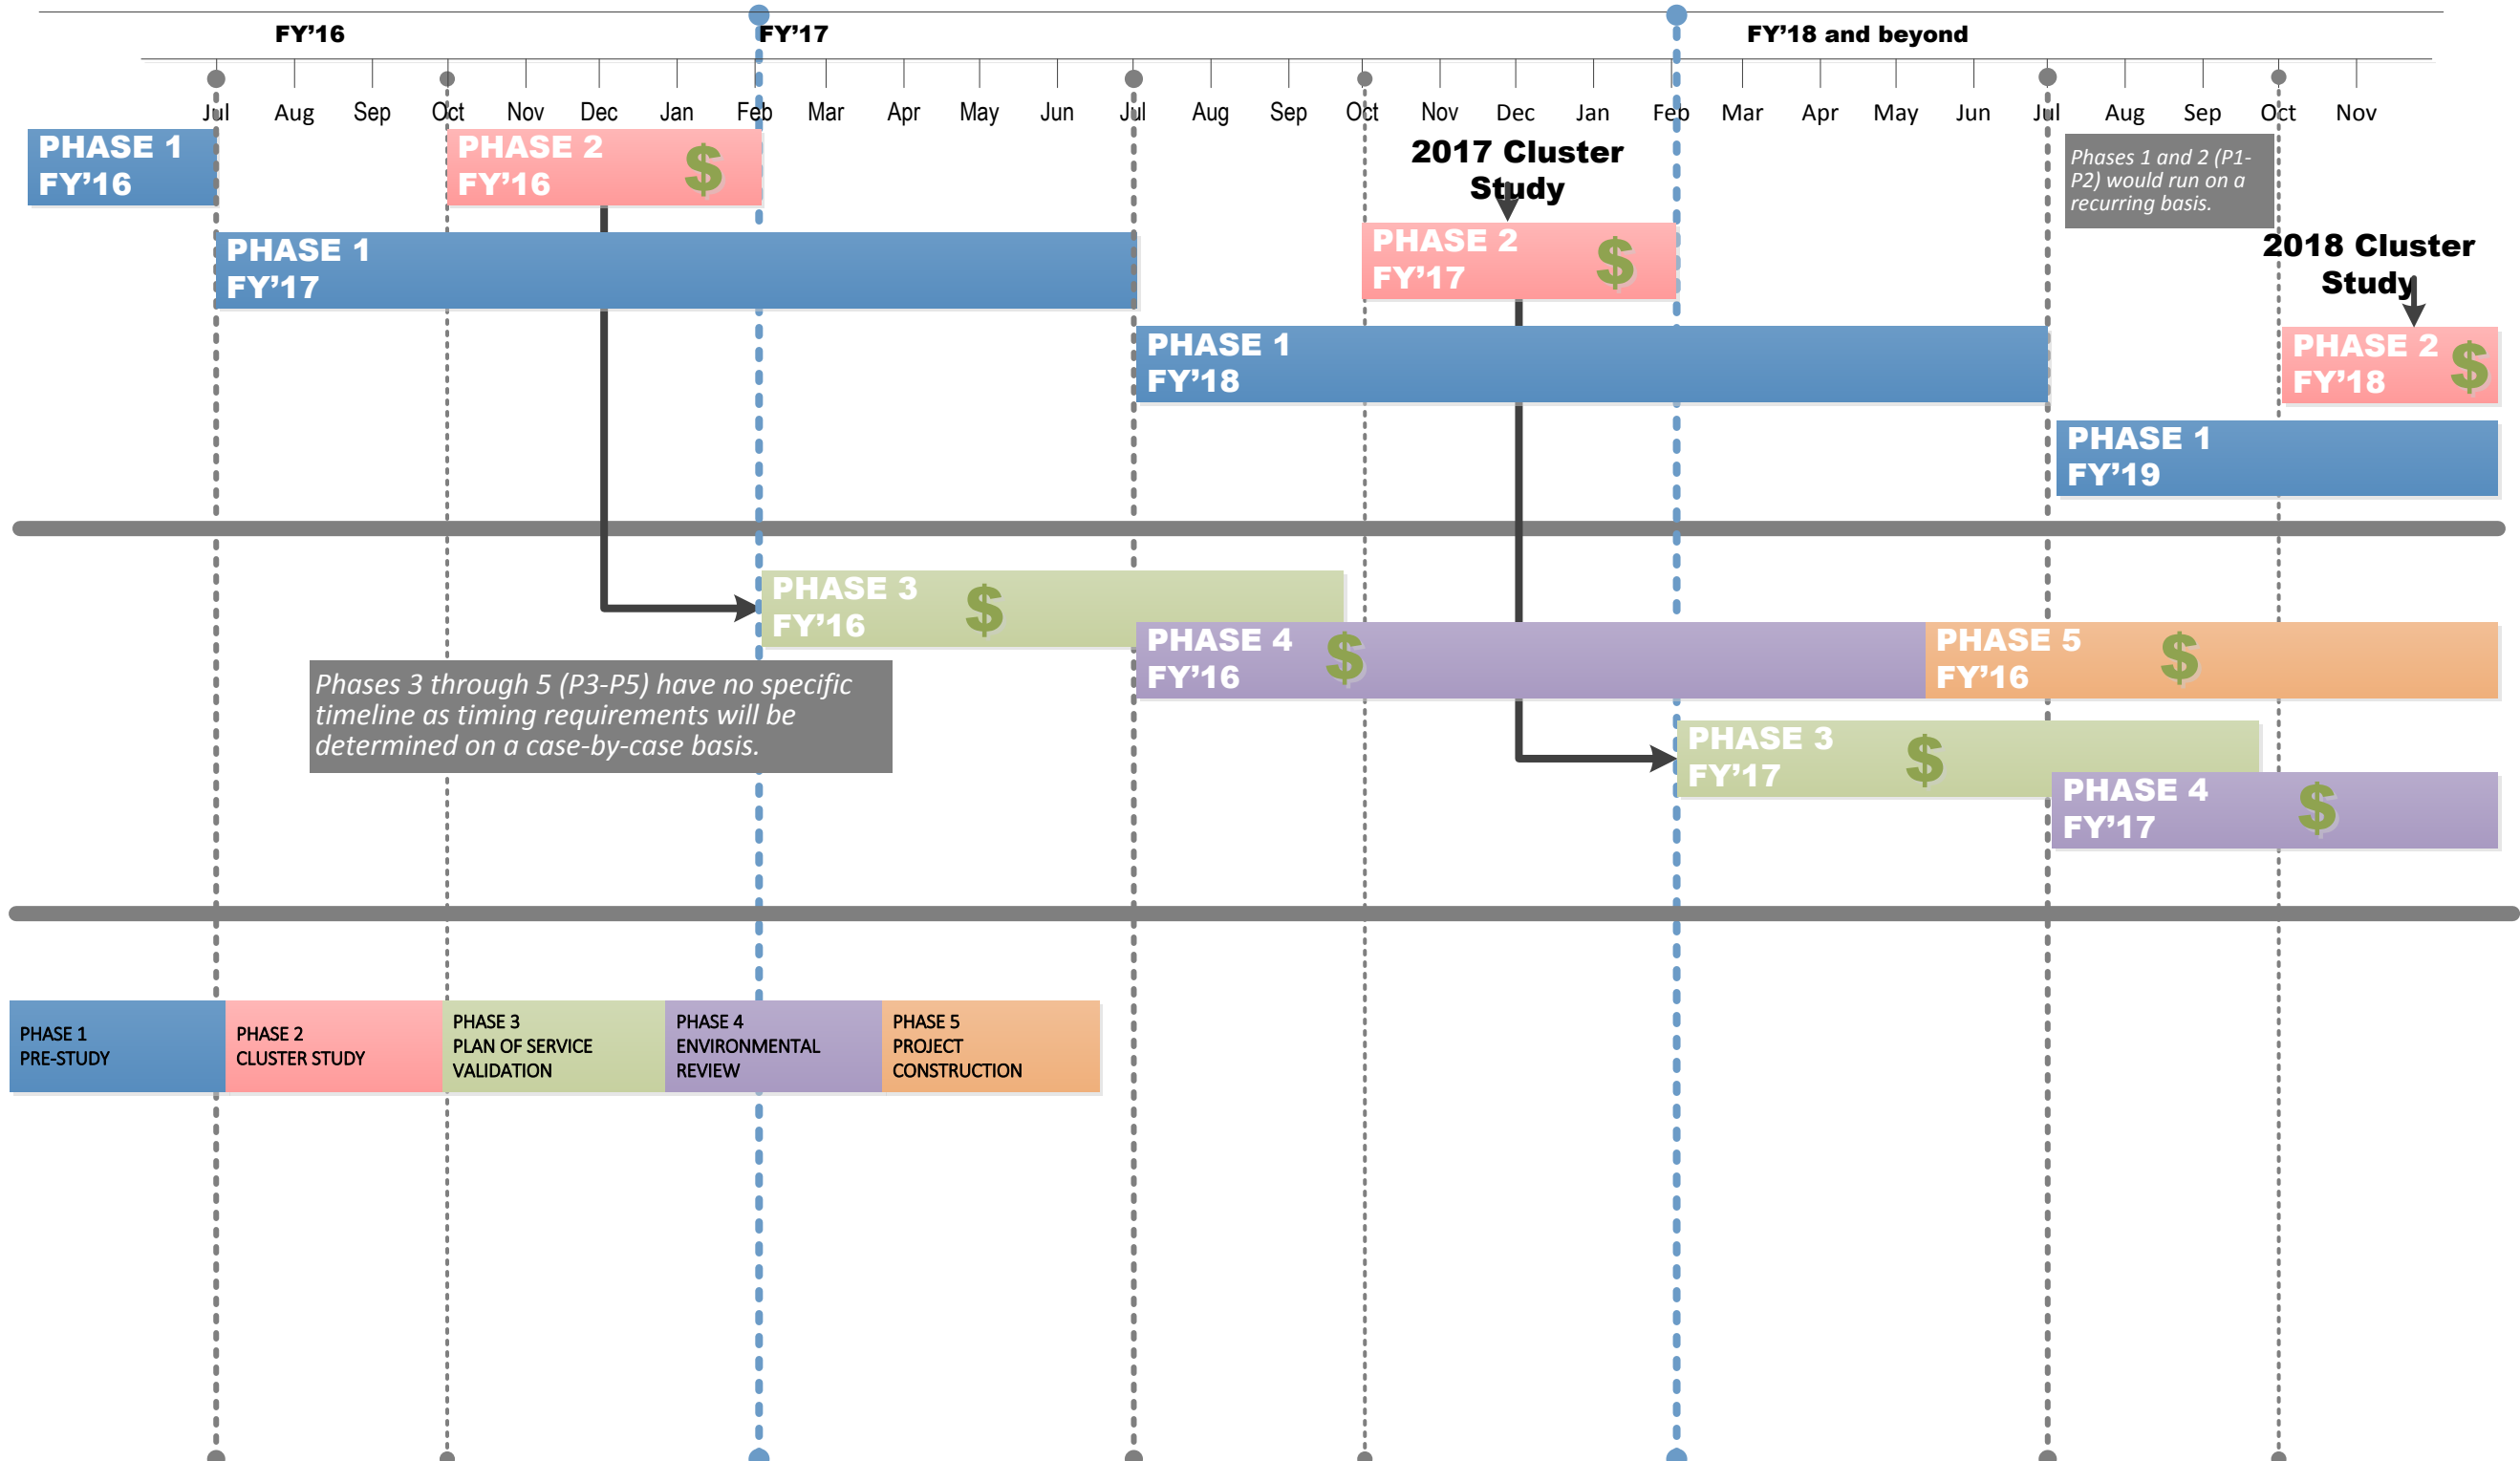 FY’16
FY’17
FY’18 and beyond
Jul Aug Sep Oct Nov Dec Jan Feb Mar Apr May Jun Jul Aug Sep Oct Nov Dec Jan Feb Mar Apr May Jun Jul Aug Sep Oct Nov
PHASE 1
FY’16
PHASE 2
FY’16
$
2017 Cluster
Study
Phases 1 and 2 (P1-
P2) would run on a
recurring basis.
PHASE 1
FY’17
PHASE 2
FY’17
$
2018 Cluster
Study
PHASE 1
FY’18
PHASE 2
FY’18
$
PHASE 1
FY’19
PHASE 3
FY’16
$
PHASE 4
FY’16
$
PHASE 5
FY’16
$
Phases 3 through 5 (P3-P5) have no specific
timeline as timing requirements will be
determined on a case-by-case basis.
PHASE 3
FY’17
$
PHASE 4
FY’17
$
PHASE 1
PRE-STUDY
PHASE 2
CLUSTER STUDY
PHASE 3
PLAN OF SERVICE
VALIDATION
PHASE 4
ENVIRONMENTAL
REVIEW
PHASE 5
PROJECT
CONSTRUCTION